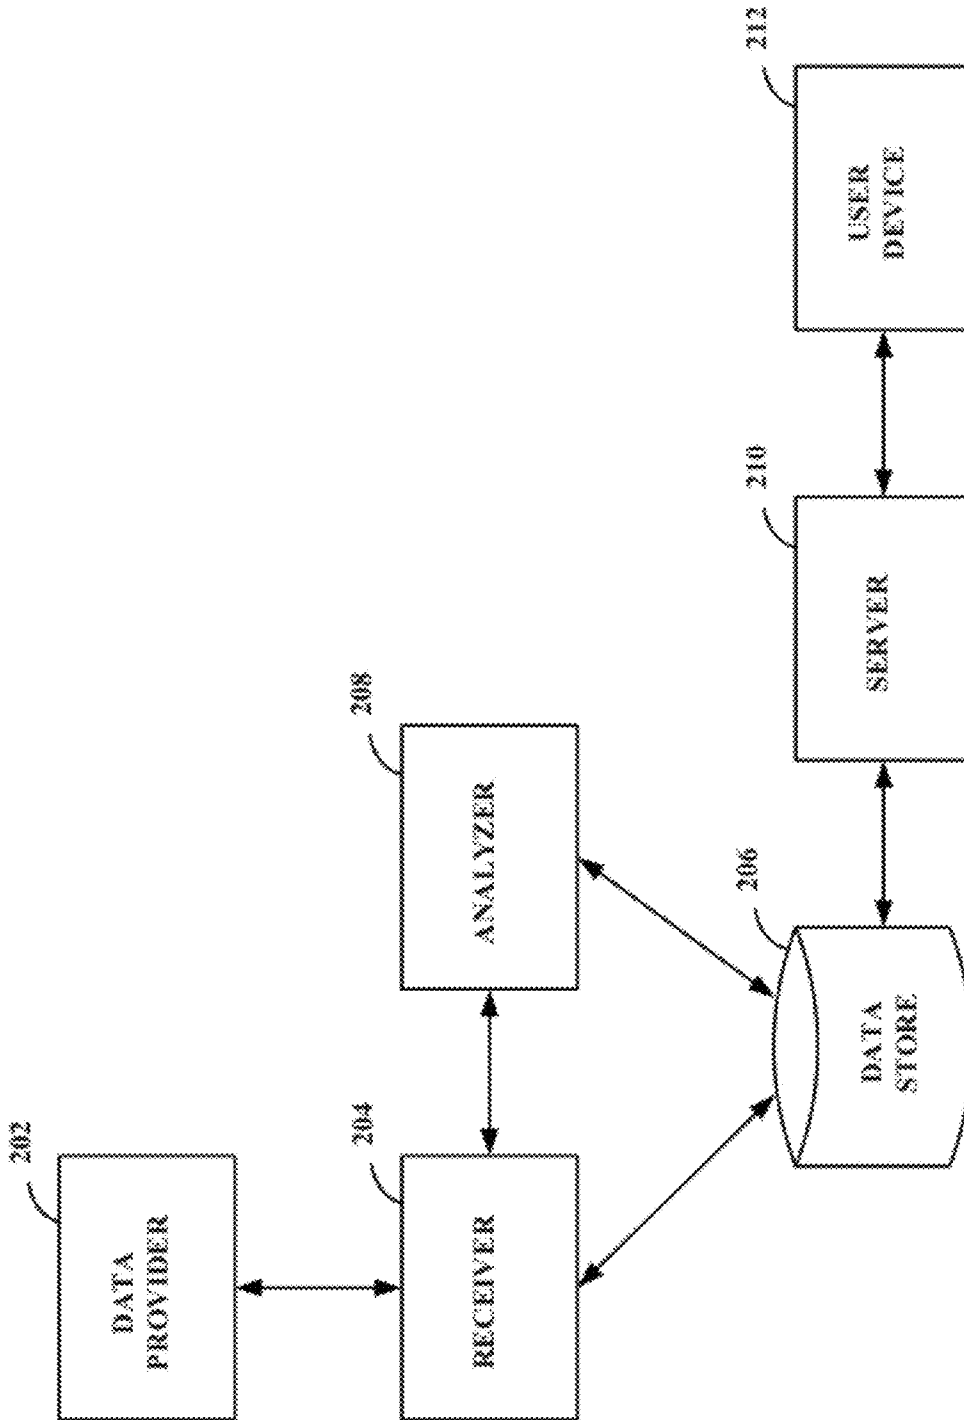 202
DATA
PROVIDER
204
RECEIVER
208
ANALYZER
206
DATA
STORE
210
SERVER
212
USER
DEVICE